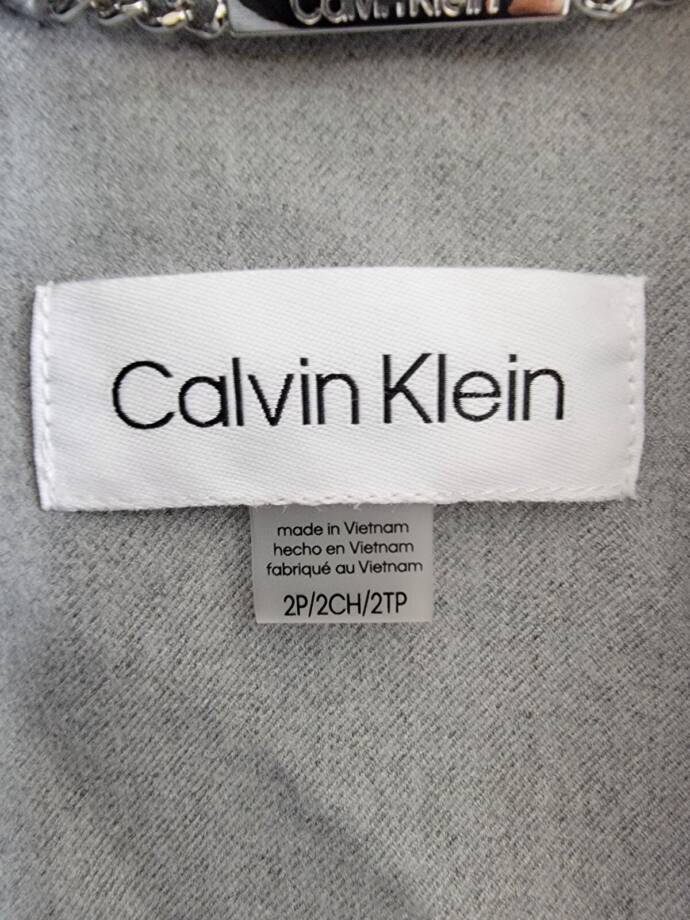 Calvin Klein
Calvin Klein
made in Vietnam
hecho en Vietnam
fabriqué au Vietnam
2P/2CH/2TP